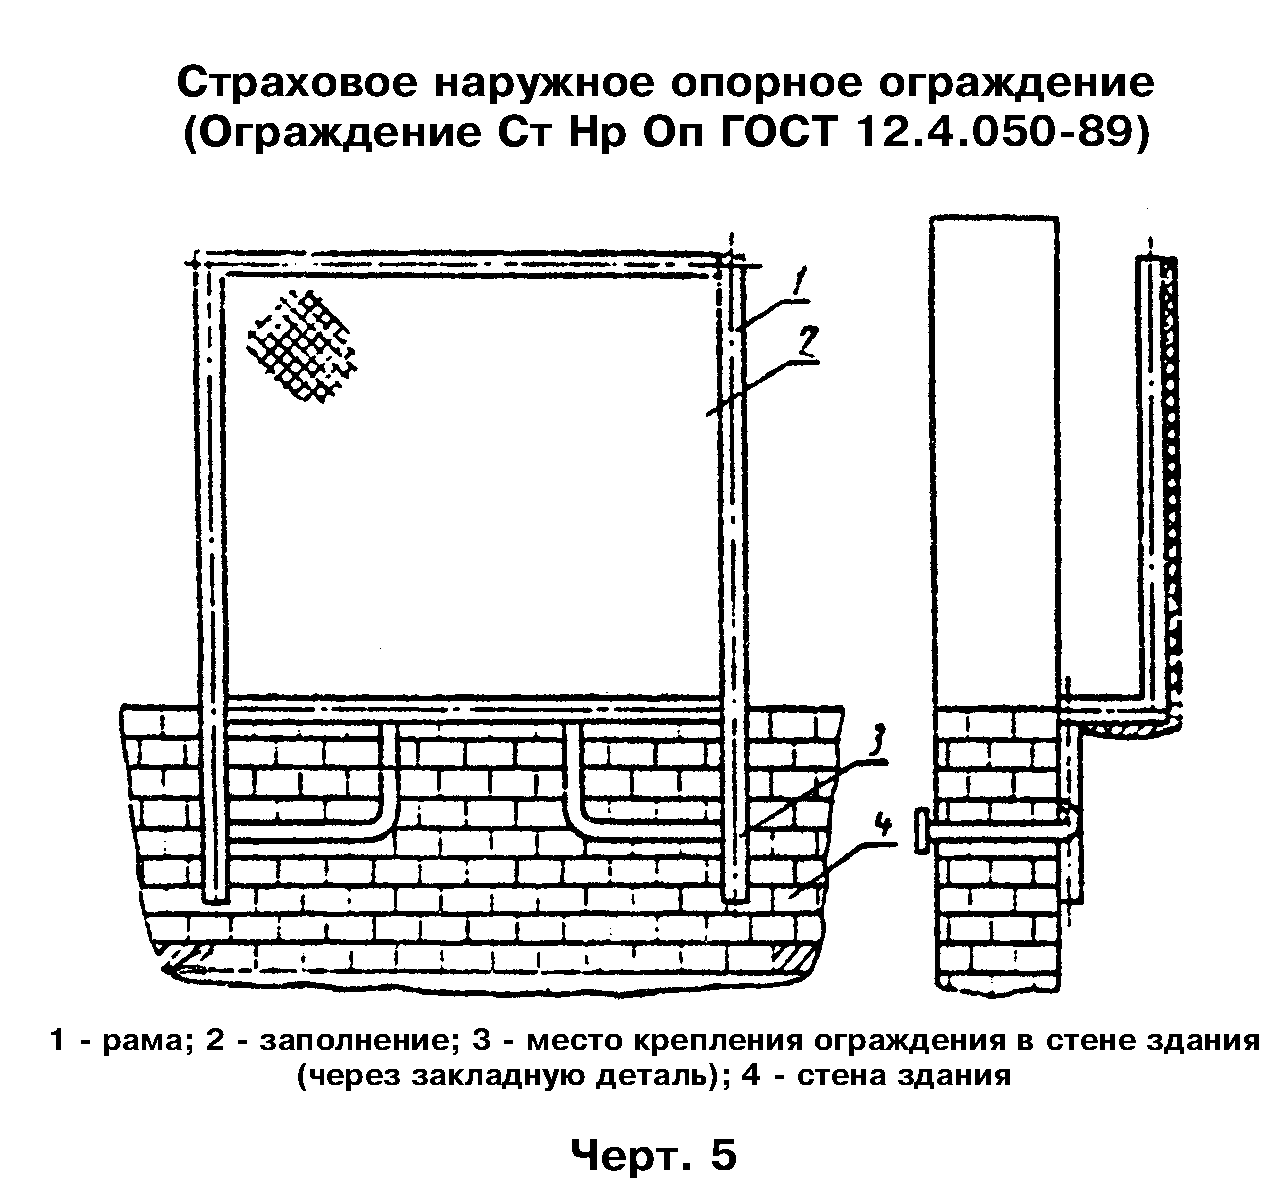 Страховое наружное опорное ограждение
(Ограждение Ст Нр Оп ГОСТ 12.4.050-89)
1
2
3
4
1 - рама; 2 - заполнение; 3 - место крепления ограждения в стене здания
(через закладную деталь); 4 - стена здания
Черт. 5